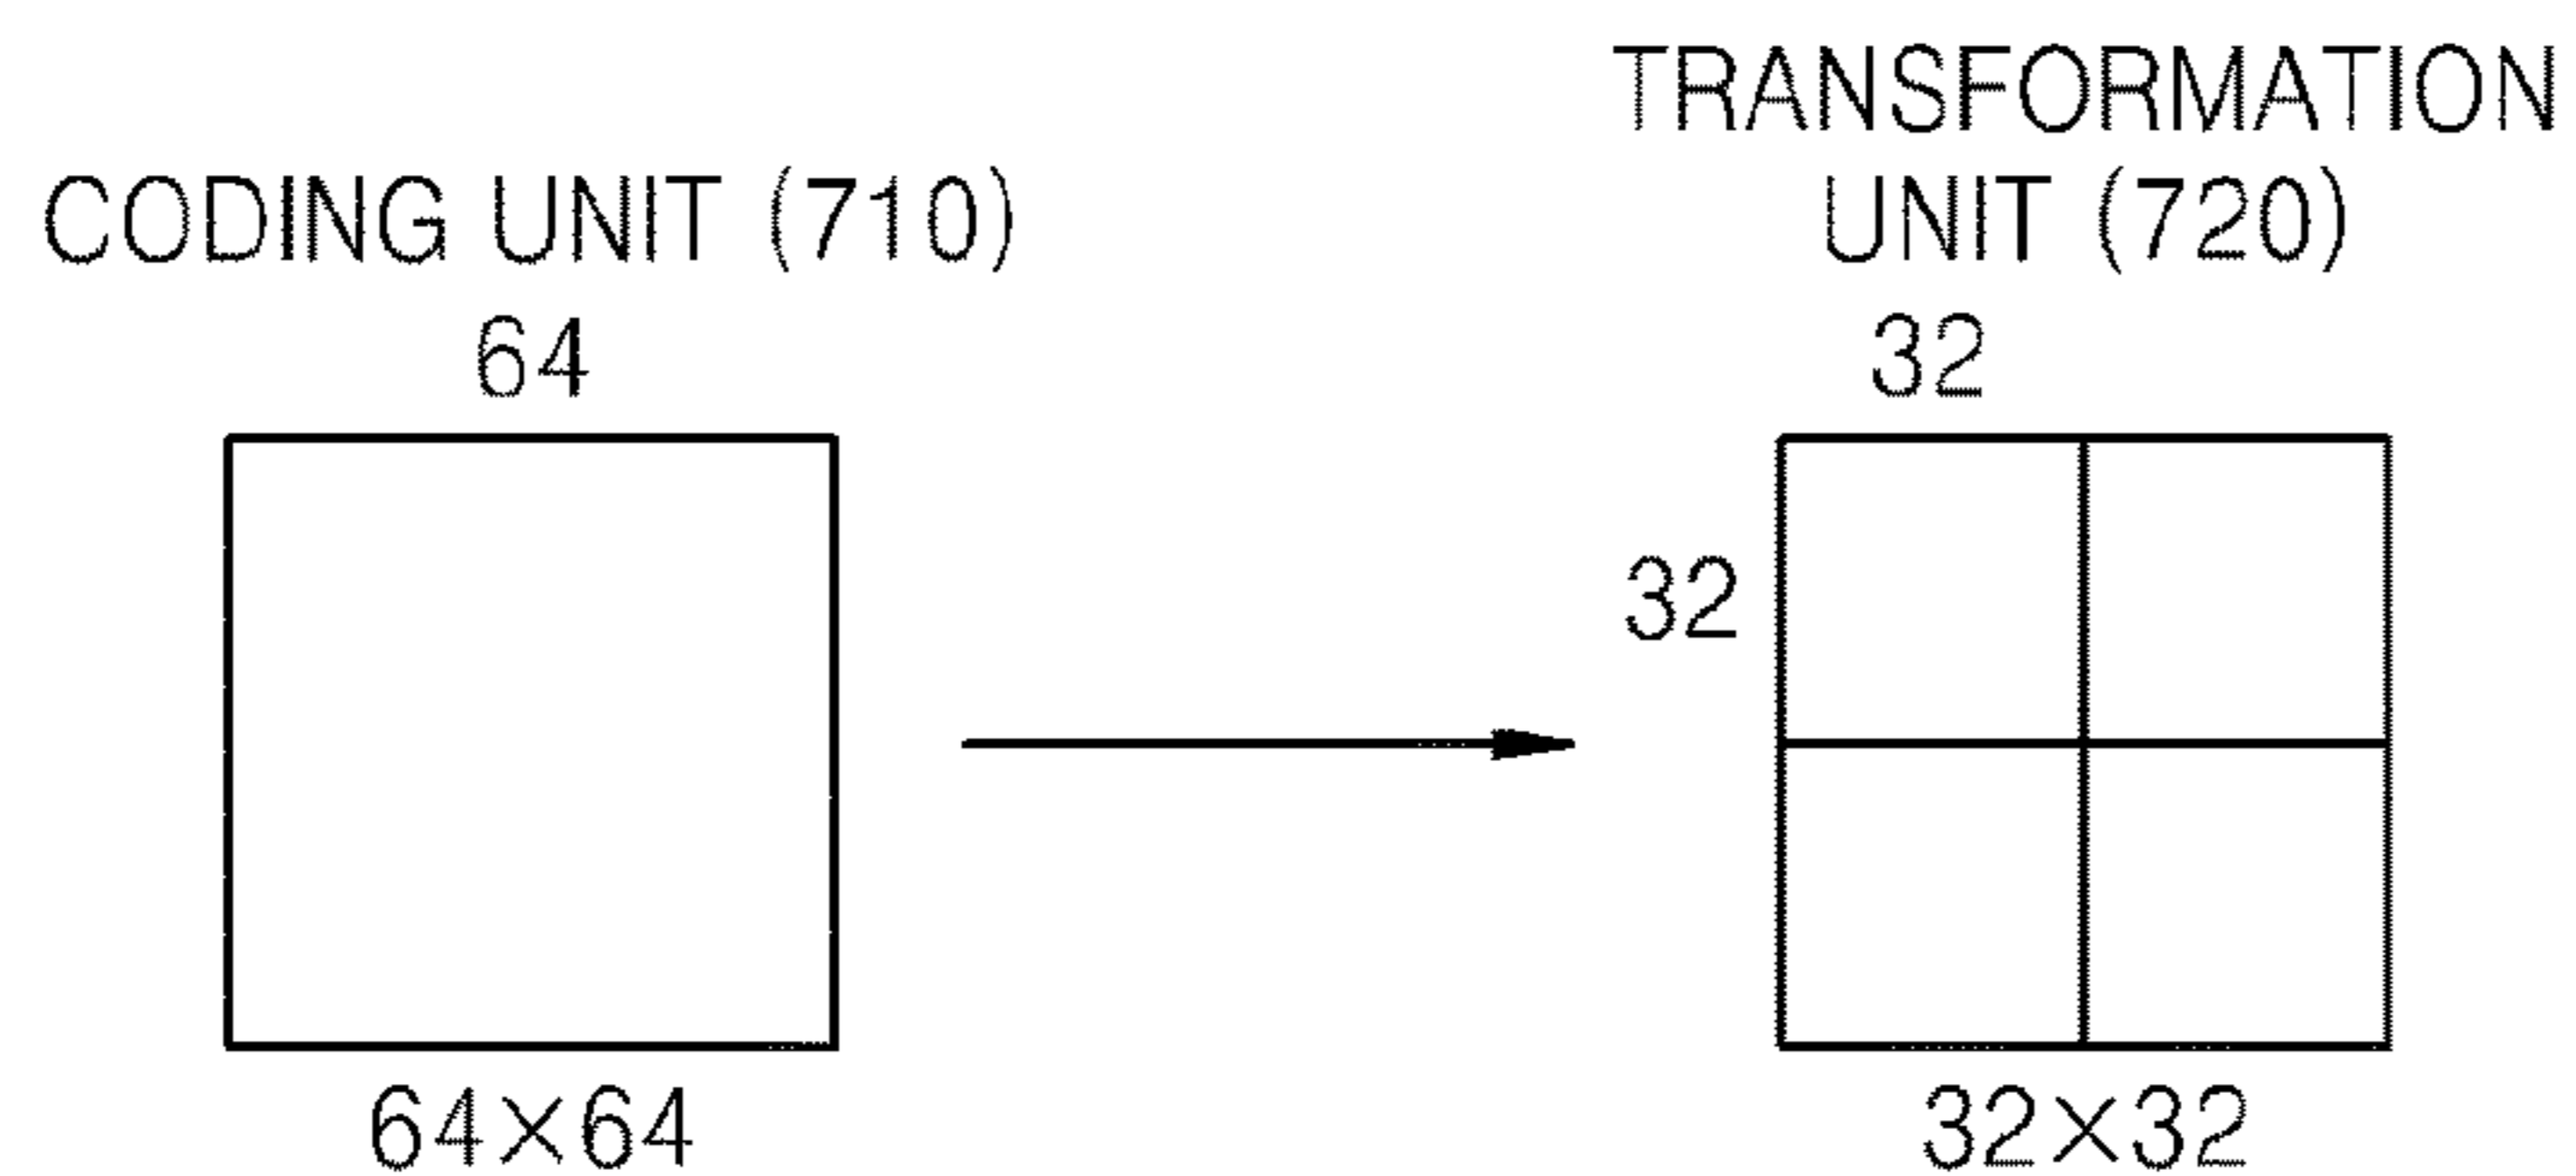 CODING UNIT (710)
64
64×64
TRANSFORMATION
UNIT (720)
32
32
32×32